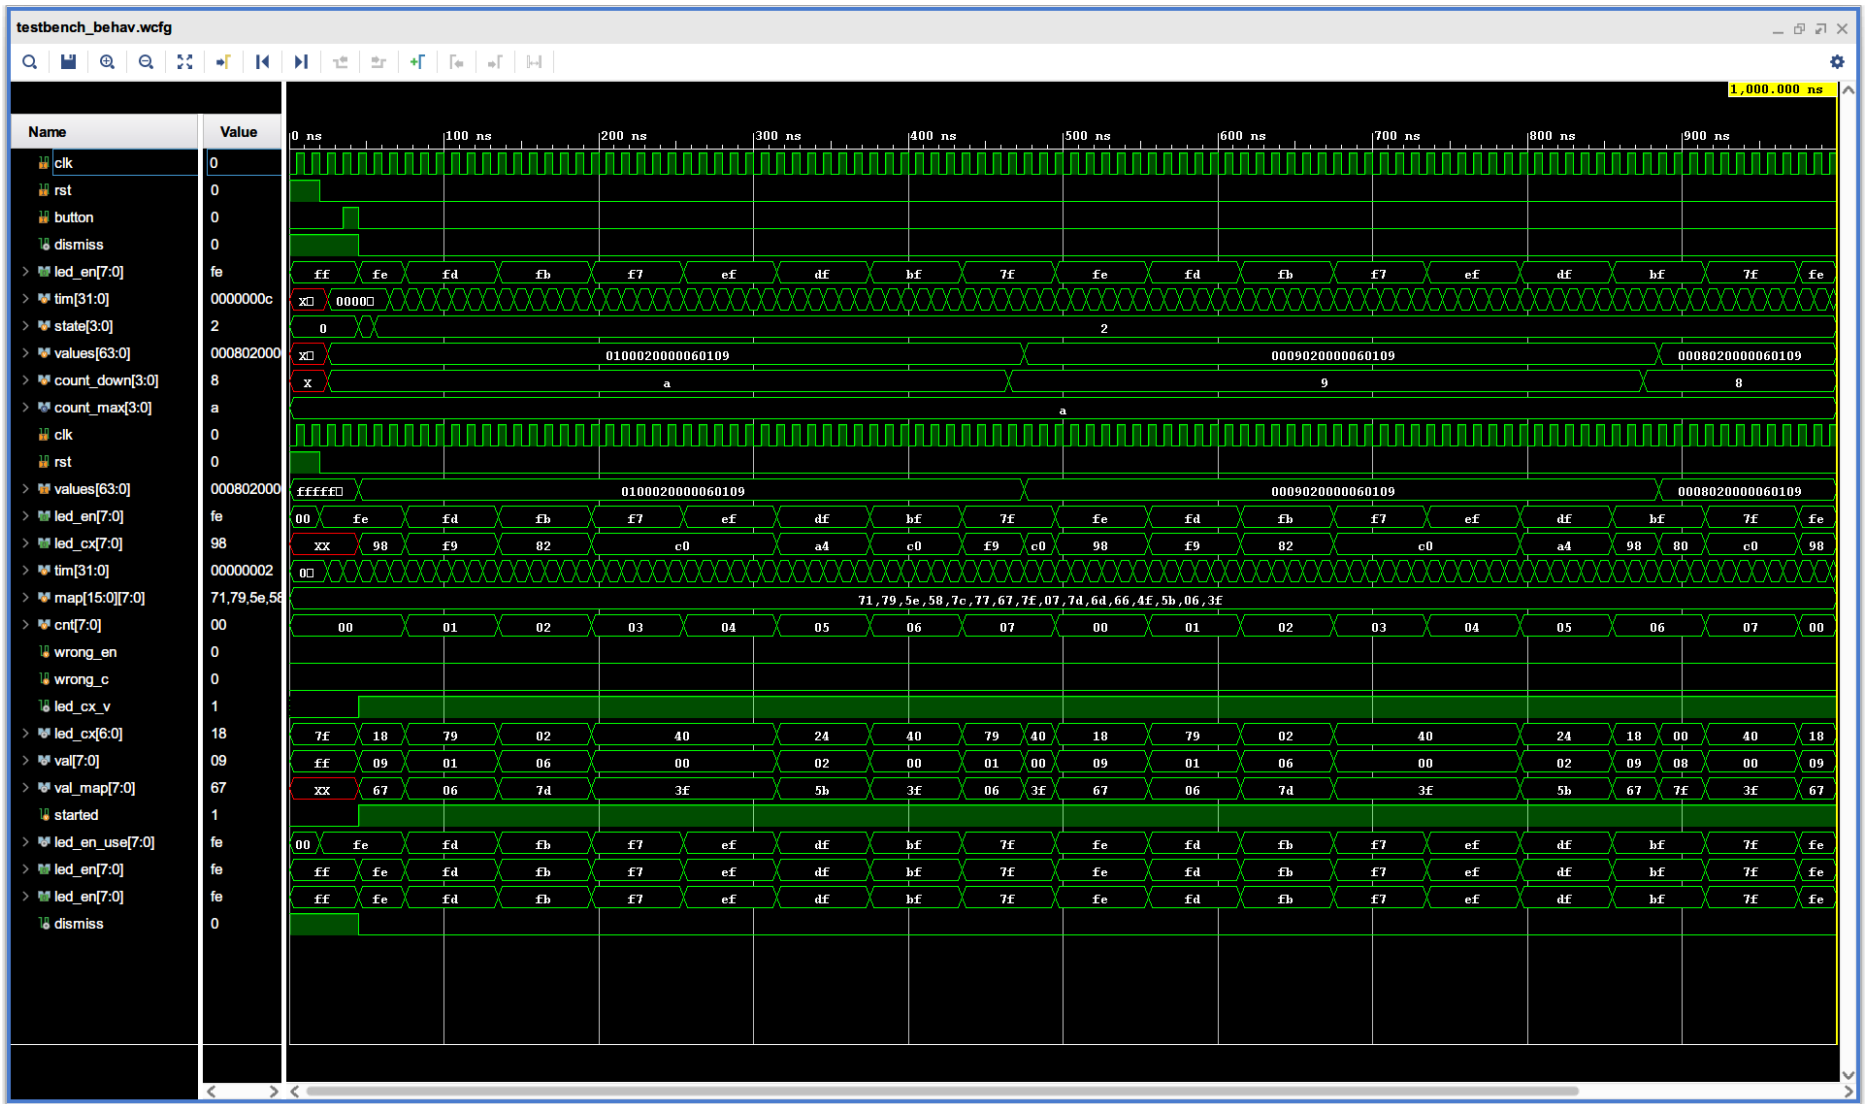 testbench_behav.wcfg
1,000.000 ns
Name Value 0 ns 100 ns 200 ns 300 ns 400 ns 500 ns 600 ns 700 ns 800 ns 900 ns
clk 0
rst 0
button 0
dismiss 0
led_en[7:0] fe ff fe fd fb f7 ef df bf 7f fe fd fb f7 ef df bf 7f fe
tim[31:0] 0000000c X 0000
state[3:0] 2 0 2
values[63:0] 000802000 X 0100020000060109 0009020000060109 0008020000060109
count_down[3:0] 8 X a 9 8
count_max[3:0] a a
clk 0
rst 0
values[63:0] 000802000 fffff 0100020000060109 0009020000060109 0008020000060109
led_en[7:0] fe 00 fe fd fb f7 ef df bf 7f fe fd fb f7 ef df bf 7f fe
led_cx[7:0] 98 XX 98 f9 82 c0 a4 c0 f9 c0 98 f9 82 c0 a4 98 80 c0 98
tim[31:0] 00000002 0
map[15:0][7:0] 71,79,5e,58 71,79,5e,58,7c,77,67,7f,07,7d,6d,66,4f,5b,06,3f
cnt[7:0] 00 00 01 02 03 04 05 06 07 00 01 02 03 04 05 06 07 00
wrong_en 0
wrong_c 0
led_cx_v 1
led_cx[6:0] 18 7f 18 79 02 40 24 40 79 40 18 79 02 40 24 18 00 40 18
val[7:0] 09 ff 09 01 06 00 02 00 01 00 09 01 06 00 02 09 08 00 09
val_map[7:0] 67 XX 67 06 7d 3f 5b 3f 06 3f 67 06 7d 3f 5b 67 7f 3f 67
started 1
led_en_use[7:0] fe 00 fe fd fb f7 ef df bf 7f fe fd fb f7 ef df bf 7f fe
led_en[7:0] fe ff fe fd fb f7 ef df bf 7f fe fd fb f7 ef df bf 7f fe
led_en[7:0] fe ff fe fd fb f7 ef df bf 7f fe fd fb f7 ef df bf 7f fe
dismiss 0